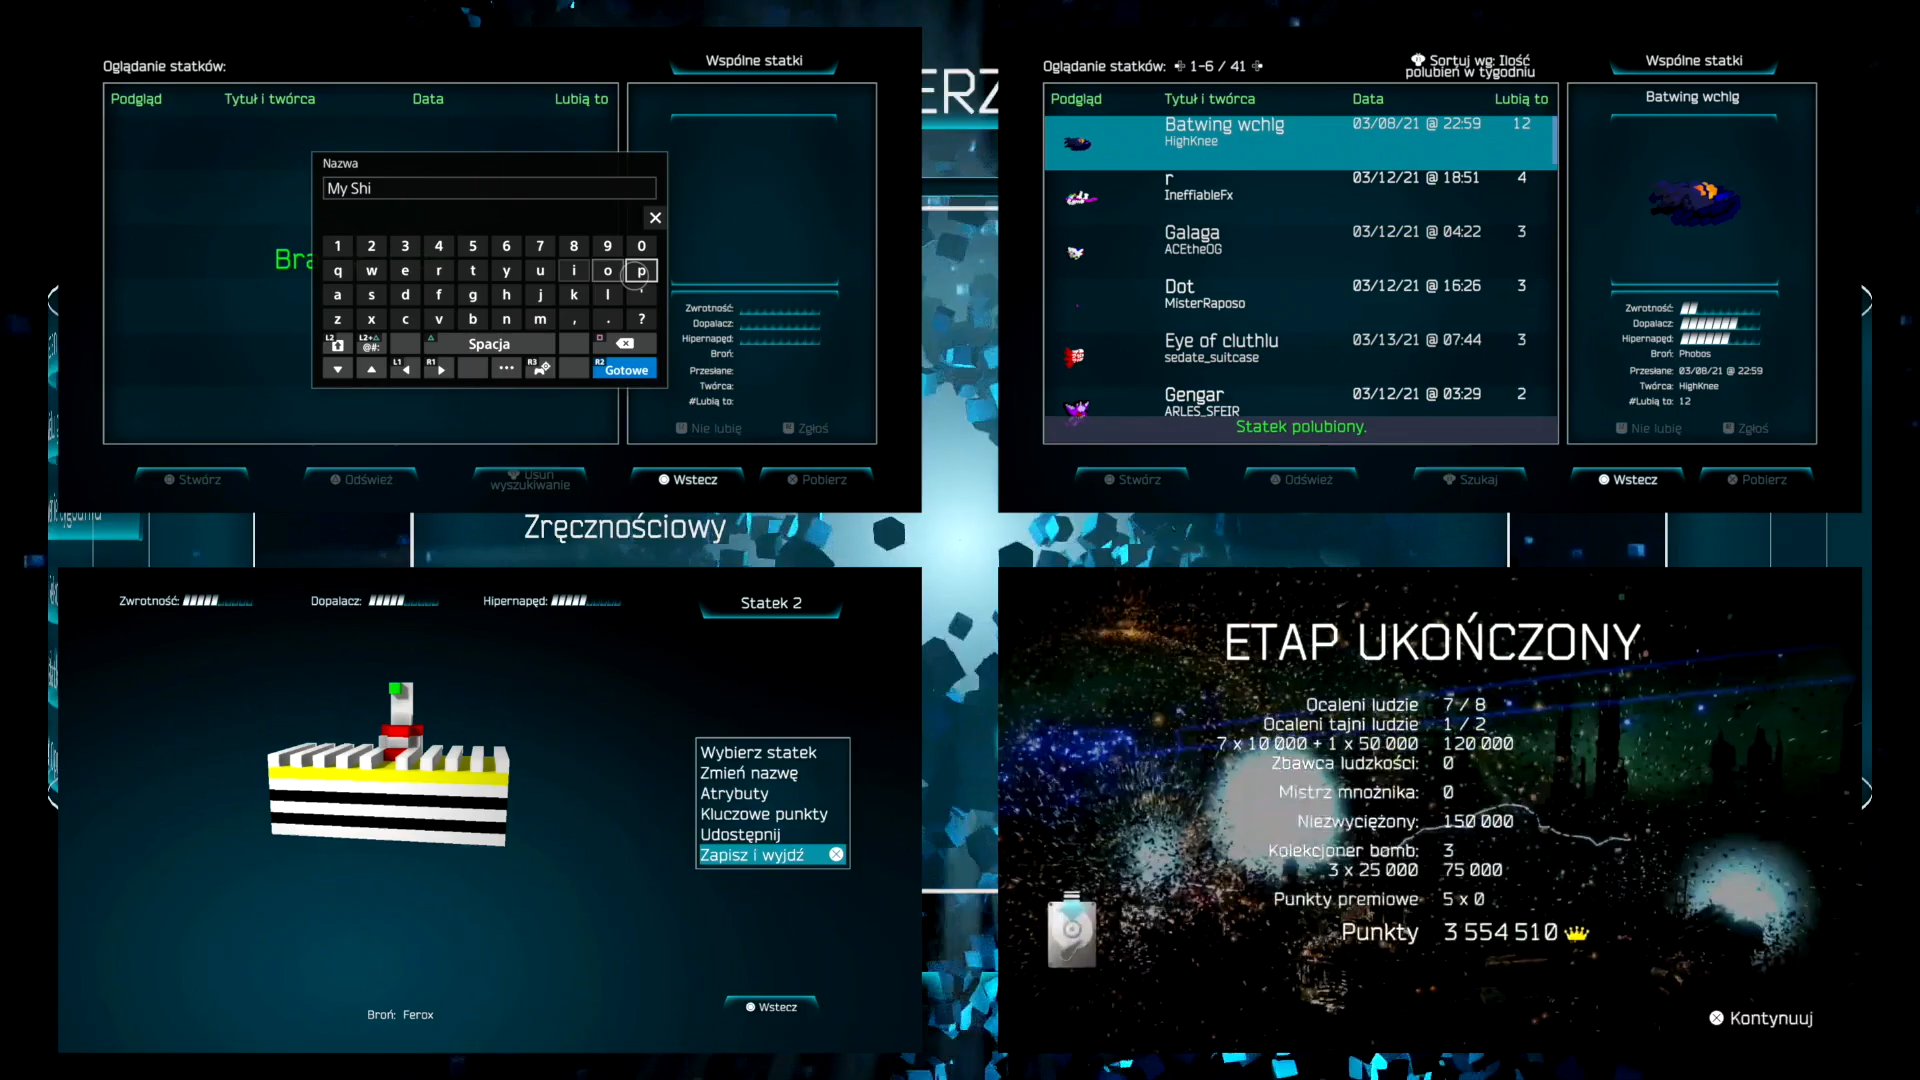 Oglądanie statków:
Wspólne statki
Podgląd Tytuł i twórca Data Lubią to
Nazwa
My Shi
1 2 3 4 5 6 7 8 9 0
q w e r t y u i o p
a s d f g h j k l '
z x c v b n m , . ?
L2 L2+△ @#: △ Spacja □
L1 R1 ... R3 R2 Gotowe
Bra
Zwrotność:
Dopalacz:
Hipernapęd:
Broń:
Przesłane:
Twórca:
#Lubią to:
Nie lubię Zgłoś
Stwórz Odśwież Usuń wyszukiwanie Wstecz Pobierz
ERZ
Oglądanie statków: 1-6 / 41
Sortuj wg: Ilość
polubień w tygodniu
Wspólne statki
Podgląd Tytuł i twórca Data Lubią to
Batwing wchlg 03/08/21 @ 22:59 12
HighKnee
r 03/12/21 @ 18:51 4
IneffiableFx
Galaga 03/12/21 @ 04:22 3
ACEtheOG
Dot 03/12/21 @ 16:26 3
MisterRaposo
Eye of cluthlu 03/13/21 @ 07:44 3
sedate_suitcase
Gengar 03/12/21 @ 03:29 2
ARLES_SFEIR
Statek polubiony.
Batwing wchlg
Zwrotność:
Dopalacz:
Hipernapęd:
Broń: Phobos
Przesłane: 03/08/21 @ 22:59
Twórca: HighKnee
#Lubią to: 12
Nie lubię Zgłoś
Stwórz Odśwież Szukaj Wstecz Pobierz
Zręcznościowy
Zwrotność: Dopalacz: Hipernapęd:
Statek 2
Wybierz statek
Zmień nazwę
Atrybuty
Kluczowe punkty
Udostępnij
Zapisz i wyjdź
Broń: Ferox
Wstecz
ETAP UKOŃCZONY
Ocaleni ludzie 7 / 8
Ocaleni tajni ludzie 1 / 2
7 x 10 000 + 1 x 50 000 120 000
Zbawca ludzkości: 0
Mistrz mnożnika: 0
Niezwyciężony: 150 000
Kolekcjoner bomb: 3
3 x 25 000 75 000
Punkty premiowe 5 x 0
Punkty 3 554 510
Kontynuuj